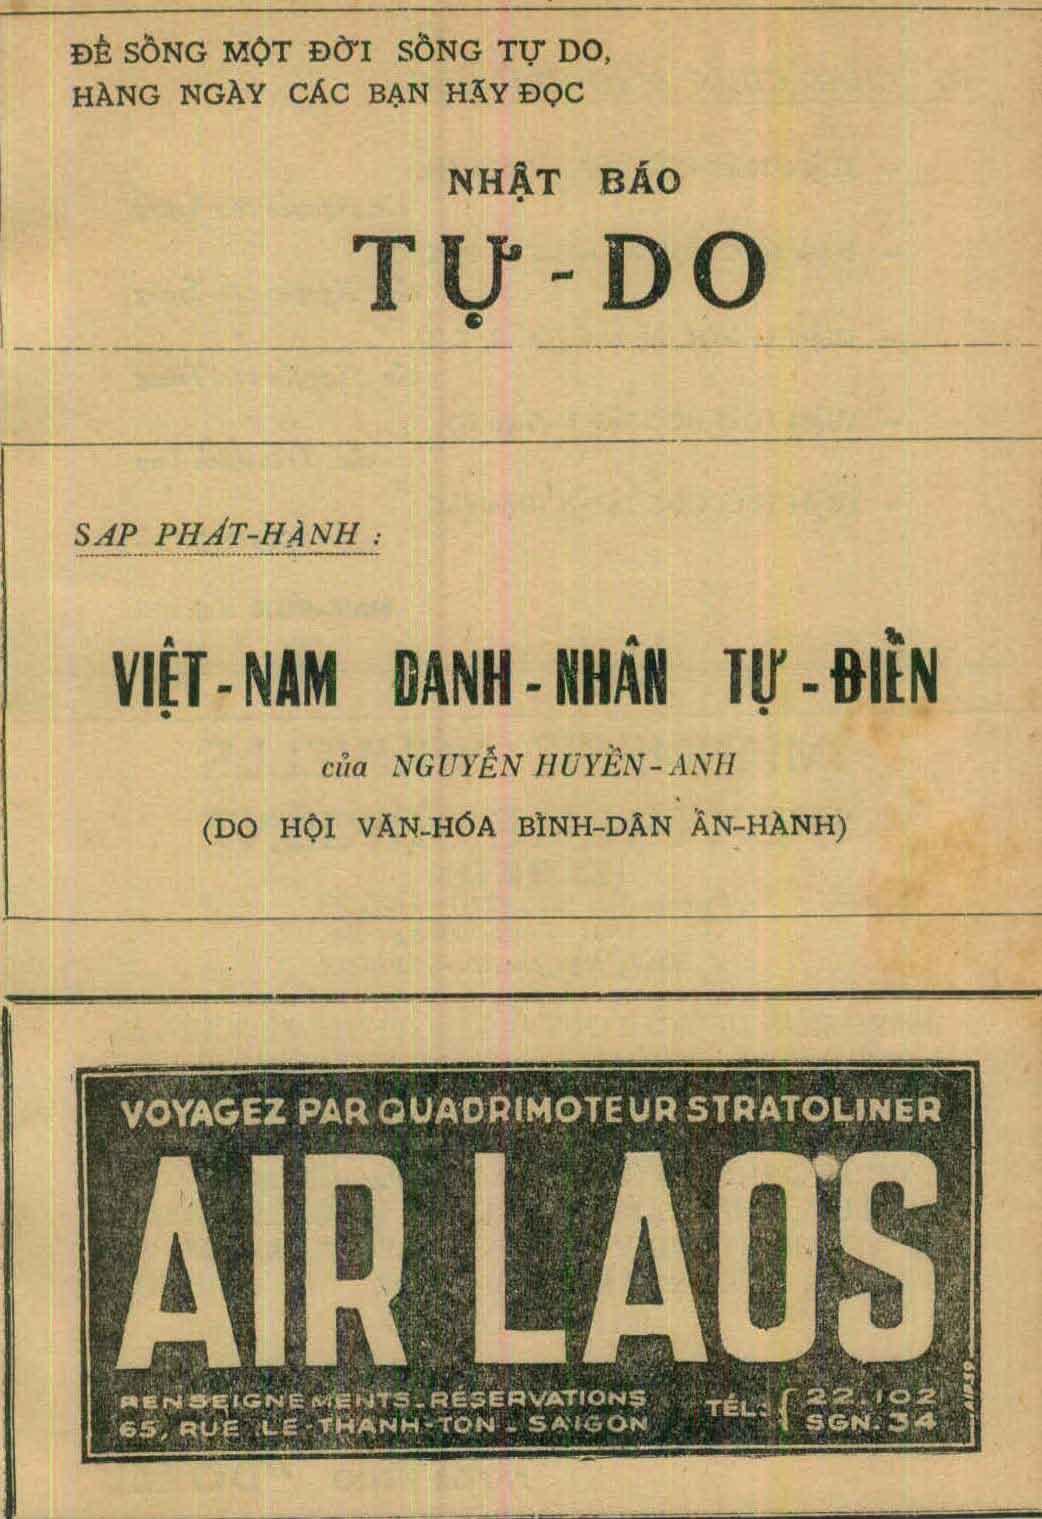 ĐỂ SỐNG MỘT ĐỜI SỐNG TỰ DO,
HÀNG NGÀY CÁC BẠN HÃY ĐỌC
NHẬT BÁO
TỰ-DO
SAP PHÁT-HÀNH :
VIỆT-NAM DANH-NHÂN TỰ-ĐIỂN
của NGUYỄN HUYỀN-ANH
(DO HỘI VĂN-HÓA BÌNH-DÂN ẤN-HÀNH)
VOYAGEZ PAR QUADRIMOTEUR STRATOLINER
AIR LAOS
RENSEIGNEMENTS-RÉSERVATIONS
65, RUE LE-THANH-TON - SAIGON
TÉL: { 22.102
SGN.34